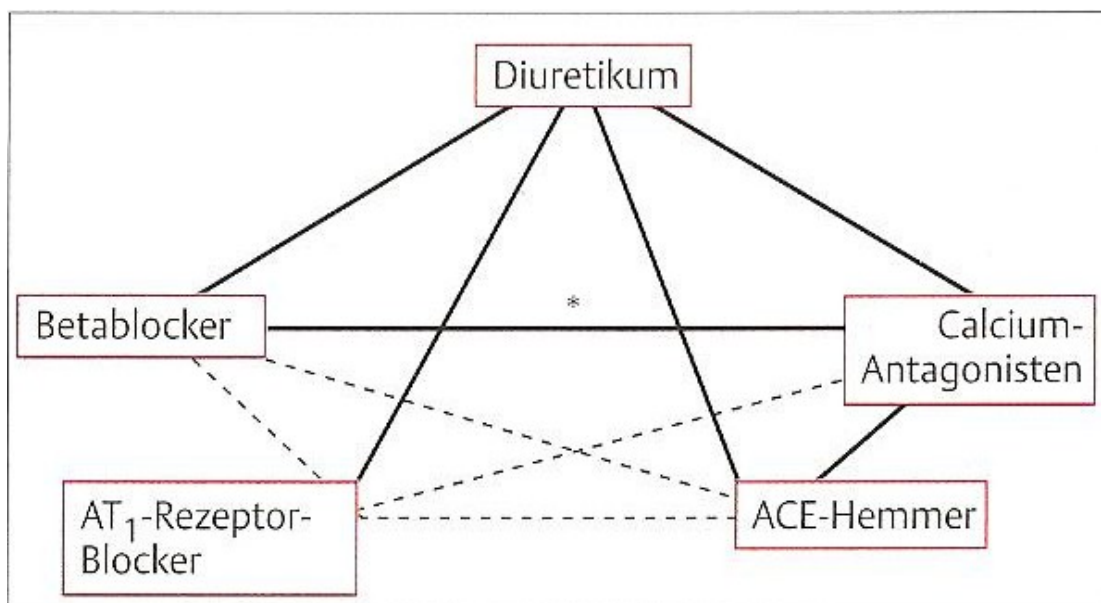 Diuretikum
*
Betablocker
Calcium-
Antagonisten
AT₁-Rezeptor-
Blocker
ACE-Hemmer